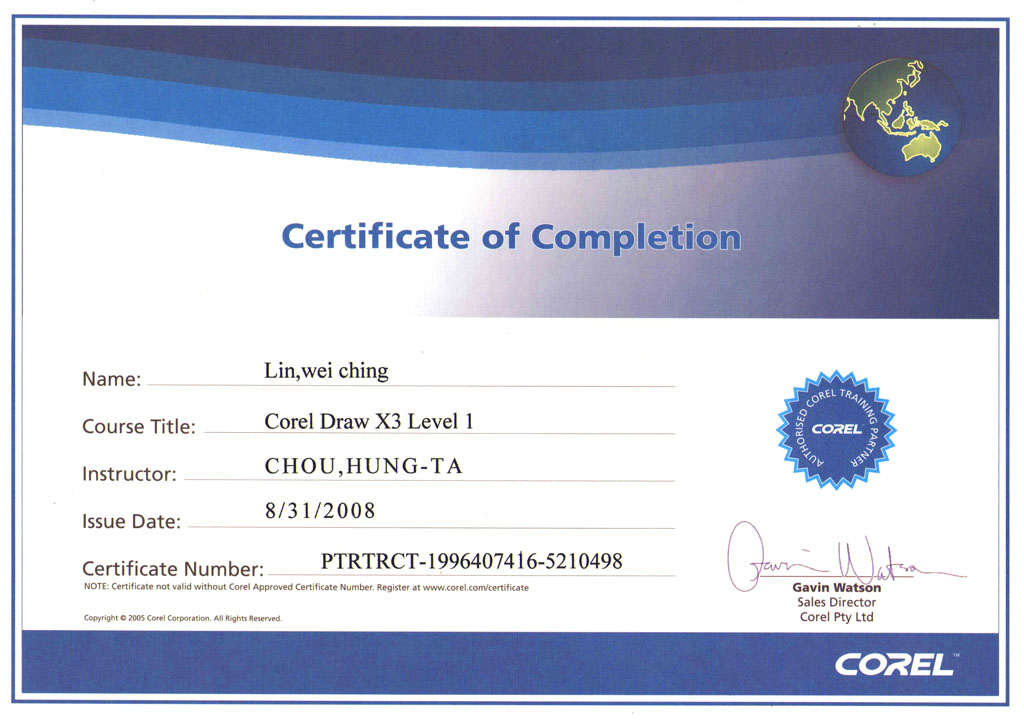 Certificate of Completion
Name: Lin,wei ching
Course Title: Corel Draw X3 Level 1
Instructor: CHOU,HUNG-TA
Issue Date: 8/31/2008
Certificate Number: PTRTRCT-1996407416-5210498
NOTE: Certificate not valid without Corel Approved Certificate Number. Register at www.corel.com/certificate
Copyright © 2005 Corel Corporation. All Rights Reserved.
AUTHORISED COREL TRAINING PARTNER
COREL™
Gavin Watson
Gavin Watson
Sales Director
Corel Pty Ltd
COREL™